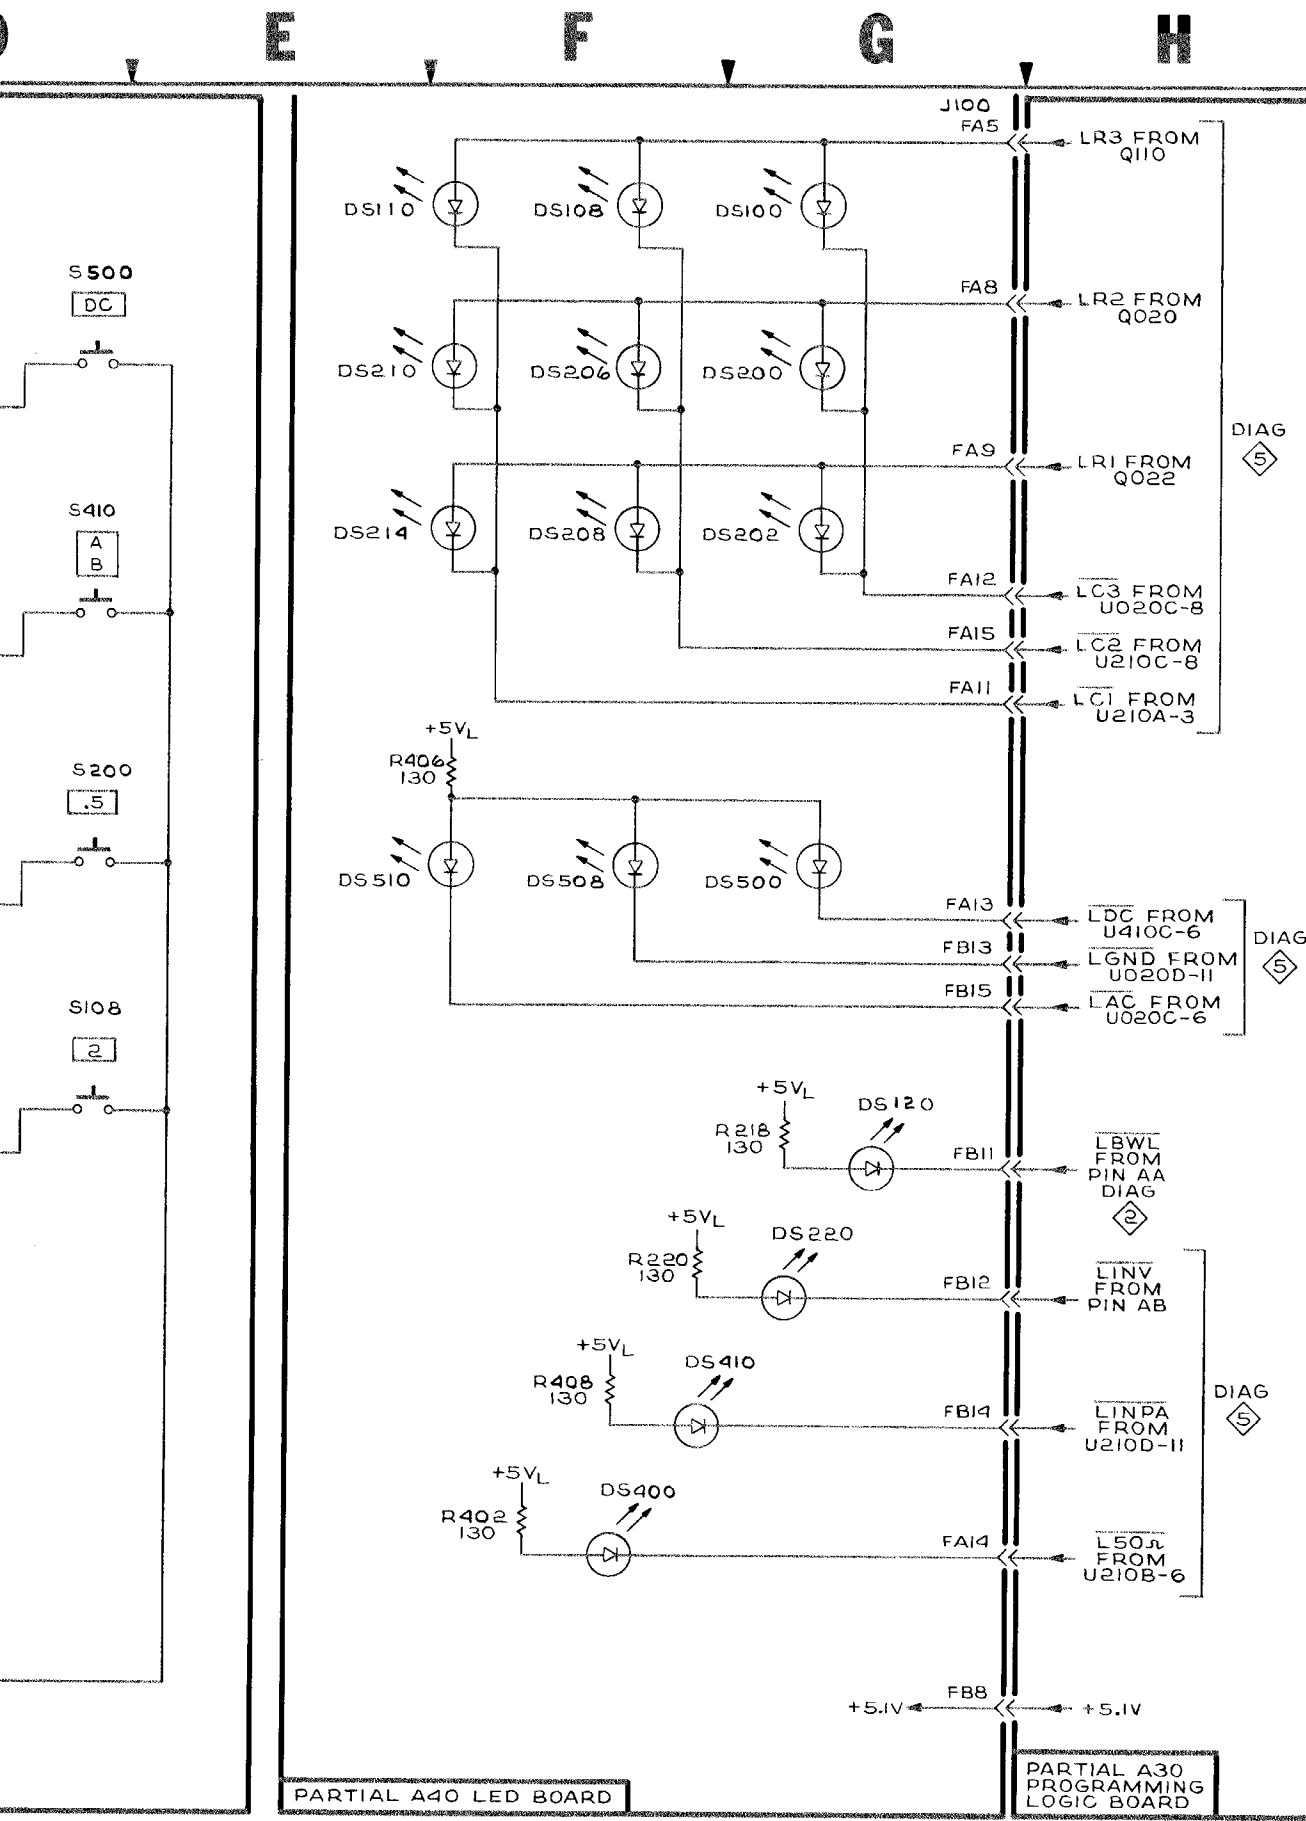 E
F
G
H
J100
FA5
LR3 FROM
Q110
DS110
DS108
DS100
S500
DC
FA8
LR2 FROM
Q020
DS210
DS206
DS200
DIAG
5
FA9
LR1 FROM
Q022
S410
A
B
DS214
DS208
DS202
FA12
LC3 FROM
U020C-8
FA15
LC2 FROM
U210C-8
FA11
LC1 FROM
U210A-3
+5VL
R406
130
S200
.5
DS510
DS508
DS500
FA13
LDC FROM
U410C-6
FB13
LGND FROM
U020D-11
DIAG
5
FB15
LAC FROM
U020C-6
S108
2
+5VL
DS120
R218
130
FB11
LBWL
FROM
PIN AA
DIAG
2
+5VL
DS220
R220
130
FB12
LINV
FROM
PIN AB
+5VL
DS410
R408
130
FB14
LINPA
FROM
U210D-11
DIAG
5
+5VL
DS400
R402
130
FA14
L50Ω
FROM
U210B-6
FB8
+5.1V
+5.1V
PARTIAL A40 LED BOARD
PARTIAL A30
PROGRAMMING
LOGIC BOARD